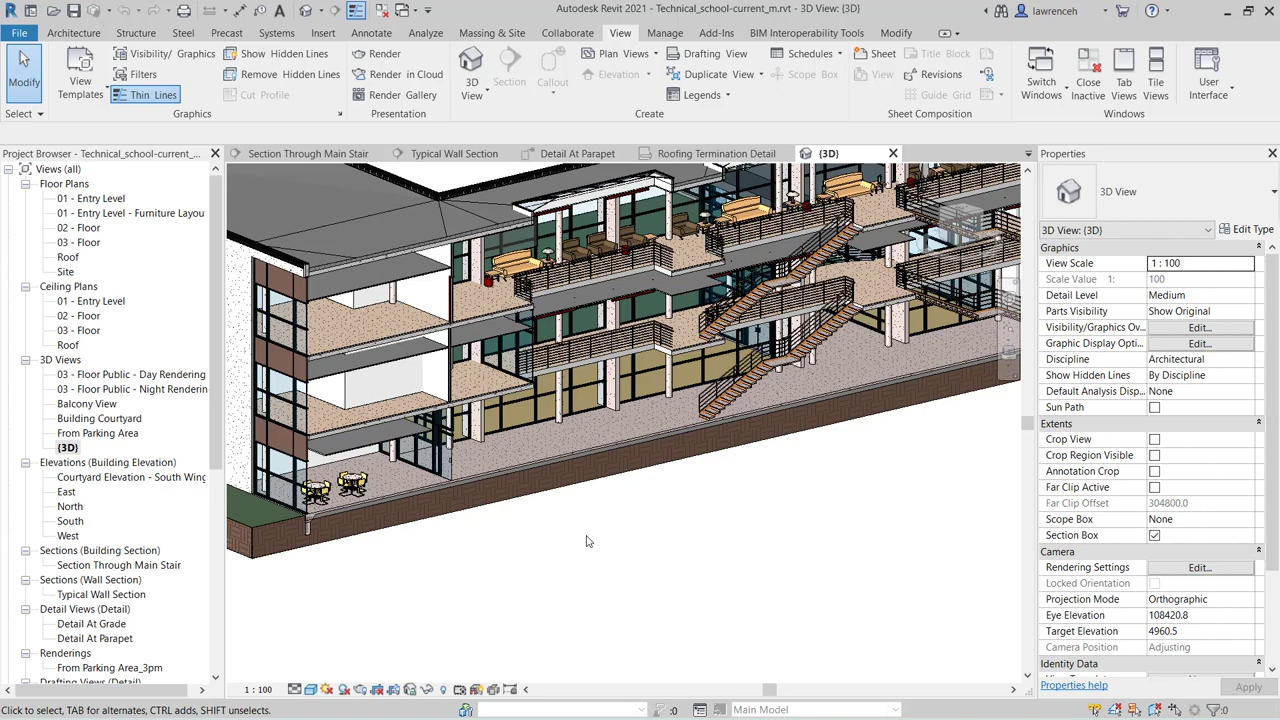 Autodesk Revit 2021 - Technical_school-current_m.rvt - 3D View: {3D}
lawrenceh
File
Architecture
Structure
Steel
Precast
Systems
Insert
Annotate
Analyze
Massing & Site
Collaborate
View
Manage
Add-Ins
BIM Interoperability Tools
Modify
Modify
Select
View
Templates
Visibility/ Graphics
Filters
Thin Lines
Show Hidden Lines
Remove Hidden Lines
Cut Profile
Graphics
Render
Render in Cloud
Render Gallery
Presentation
3D
View
Section
Callout
Plan Views
Elevation
Drafting View
Duplicate View
Legends
Schedules
Scope Box
Create
Sheet
View
Title Block
Revisions
Guide Grid
Sheet Composition
Switch
Windows
Close
Inactive
Tab
Views
Tile
Views
User
Interface
Windows
Project Browser - Technical_school-current_...
Section Through Main Stair
Typical Wall Section
Detail At Parapet
Roofing Termination Detail
{3D}
Properties
Views (all)
Floor Plans
01 - Entry Level
01 - Entry Level - Furniture Layou
02 - Floor
03 - Floor
Roof
Site
Ceiling Plans
01 - Entry Level
02 - Floor
03 - Floor
3D Views
03 - Floor Public - Day Rendering
03 - Floor Public - Night Renderin
Balcony View
Building Courtyard
From Parking Area
{3D}
Elevations (Building Elevation)
Courtyard Elevation - South Wing
East
North
South
West
Sections (Building Section)
Section Through Main Stair
Sections (Wall Section)
Typical Wall Section
Detail Views (Detail)
Detail At Grade
Detail At Parapet
Renderings
From Parking Area_3pm
Drafting Views (Detail)
3D View
3D View: {3D}
Edit Type
Graphics
View Scale 1 : 100
Scale Value 1: 100
Detail Level Medium
Parts Visibility Show Original
Visibility/Graphics Ov... Edit...
Graphic Display Opti... Edit...
Discipline Architectural
Show Hidden Lines By Discipline
Default Analysis Disp... None
Sun Path
Extents
Crop View
Crop Region Visible
Annotation Crop
Far Clip Active
Far Clip Offset 304800.0
Scope Box None
Section Box
Camera
Rendering Settings Edit...
Locked Orientation
Projection Mode Orthographic
Eye Elevation 108420.8
Target Elevation 4960.5
Camera Position Adjusting
Identity Data
Properties help
Apply
1 : 100
Click to select, TAB for alternates, CTRL adds, SHIFT unselects.
:0
Main Model
:0